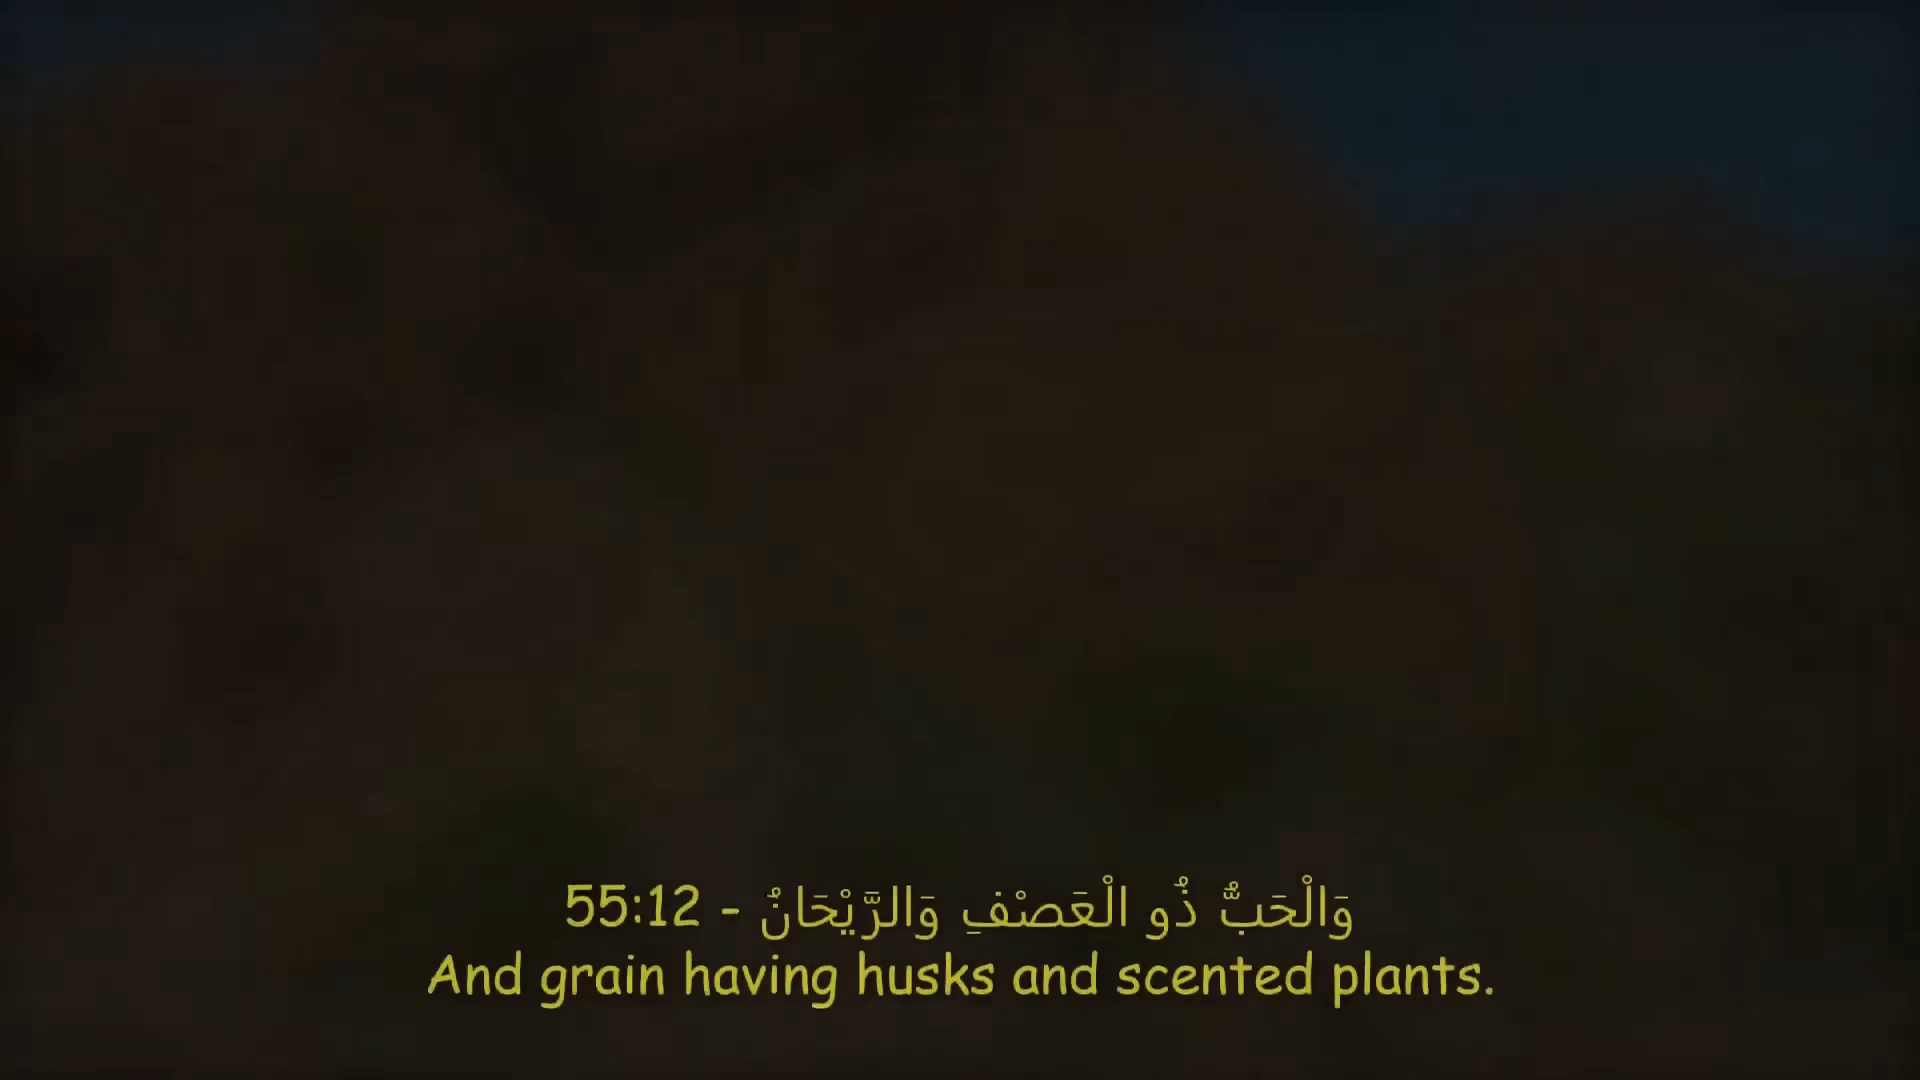 وَالْحَبُّ ذُو الْعَصْفِ وَالرَّيْحَانُ - 55:12
And grain having husks and scented plants.